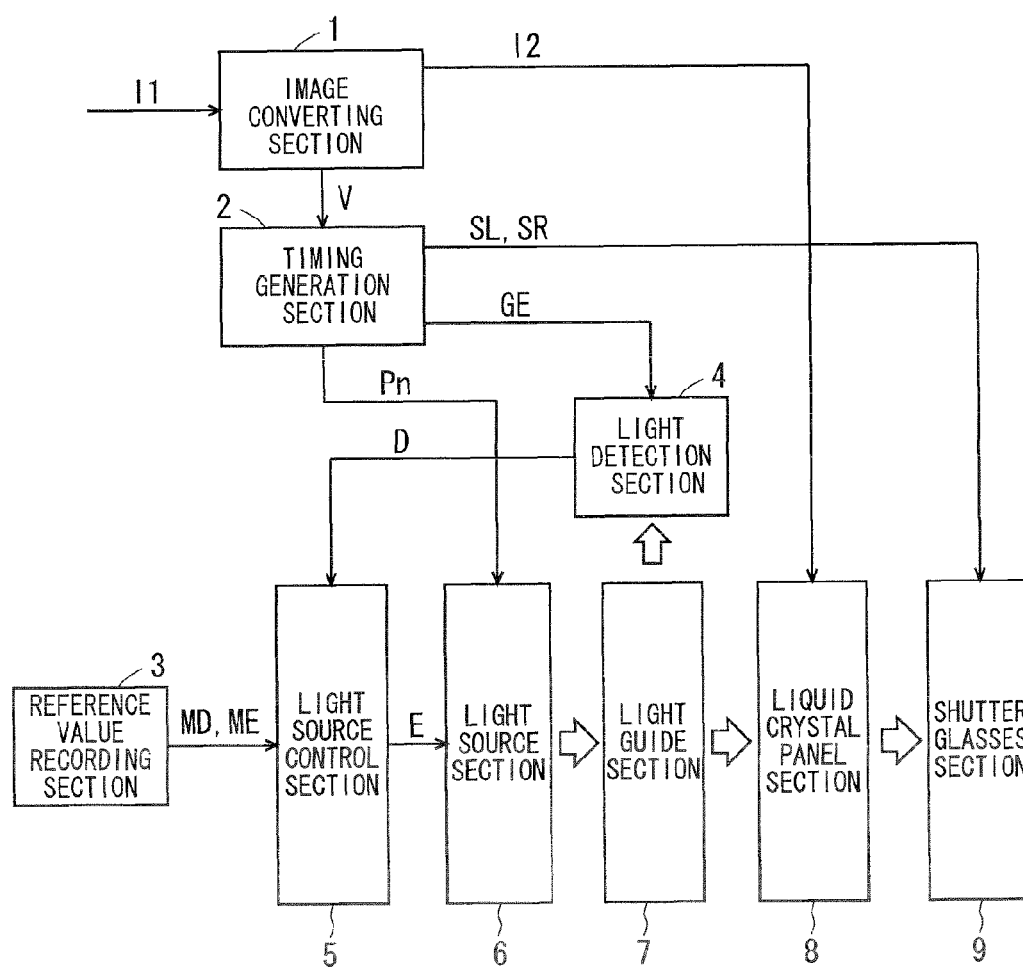 1
I2
I1
IMAGE
CONVERTING
SECTION
V
2
SL, SR
TIMING
GENERATION
SECTION
GE
Pn
4
D
LIGHT
DETECTION
SECTION
3
REFERENCE
VALUE
RECORDING
SECTION
MD, ME
LIGHT
SOURCE
CONTROL
SECTION
E
LIGHT
SOURCE
SECTION
LIGHT
GUIDE
SECTION
LIQUID
CRYSTAL
PANEL
SECTION
SHUTTER
GLASSES
SECTION
5
6
7
8
9